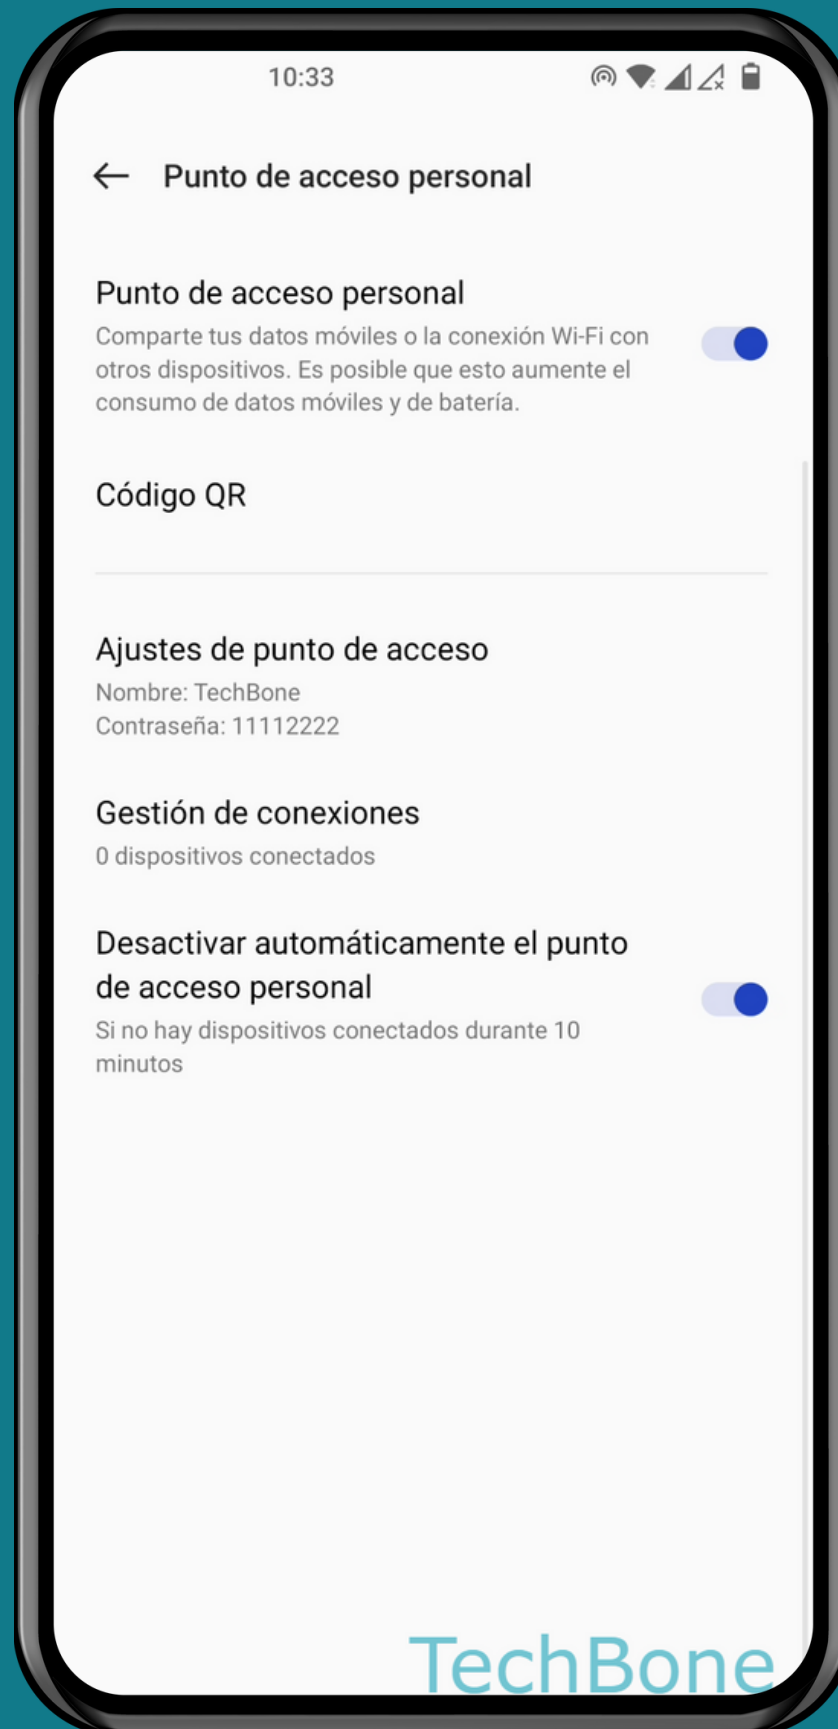 10:33
Punto de acceso personal
Punto de acceso personal
Comparte tus datos móviles o la conexión Wi-Fi con
otros dispositivos. Es posible que esto aumente el
consumo de datos móviles y de batería.
Código QR
Ajustes de punto de acceso
Nombre: TechBone
Contraseña: 11112222
Gestión de conexiones
0 dispositivos conectados
Desactivar automáticamente el punto
de acceso personal
Si no hay dispositivos conectados durante 10
minutos
TechBone